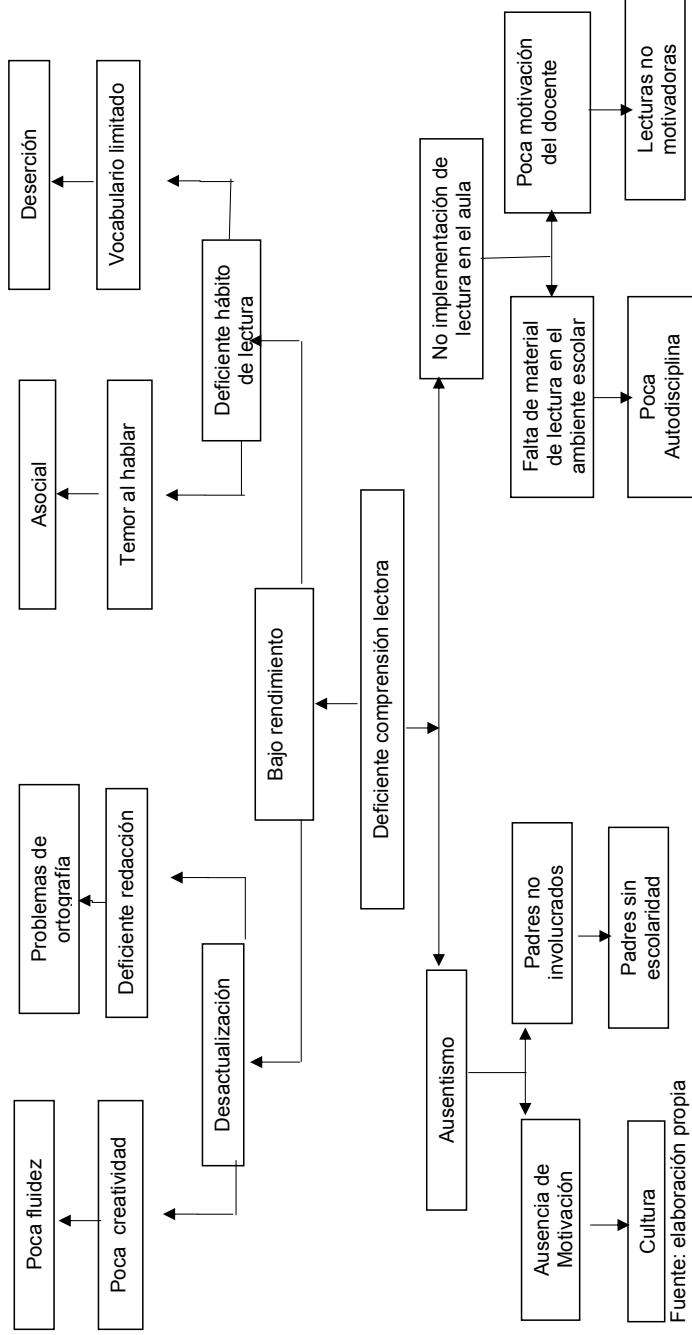 Poca fluidez
Problemas de
ortografía
Asocial
Deserción
Poca creatividad
Deficiente redacción
Temor al hablar
Vocabulario limitado
Desactualización
Deficiente hábito
de lectura
Bajo rendimiento
Deficiente comprensión lectora
Ausentismo
No implementación de
lectura en el aula
Ausencia de
Motivación
Padres no
involucrados
Falta de material
de lectura en el
ambiente escolar
Poca motivación
del docente
Cultura
Padres sin
escolaridad
Poca
Autodisciplina
Lecturas no
motivadoras
Fuente: elaboración propia